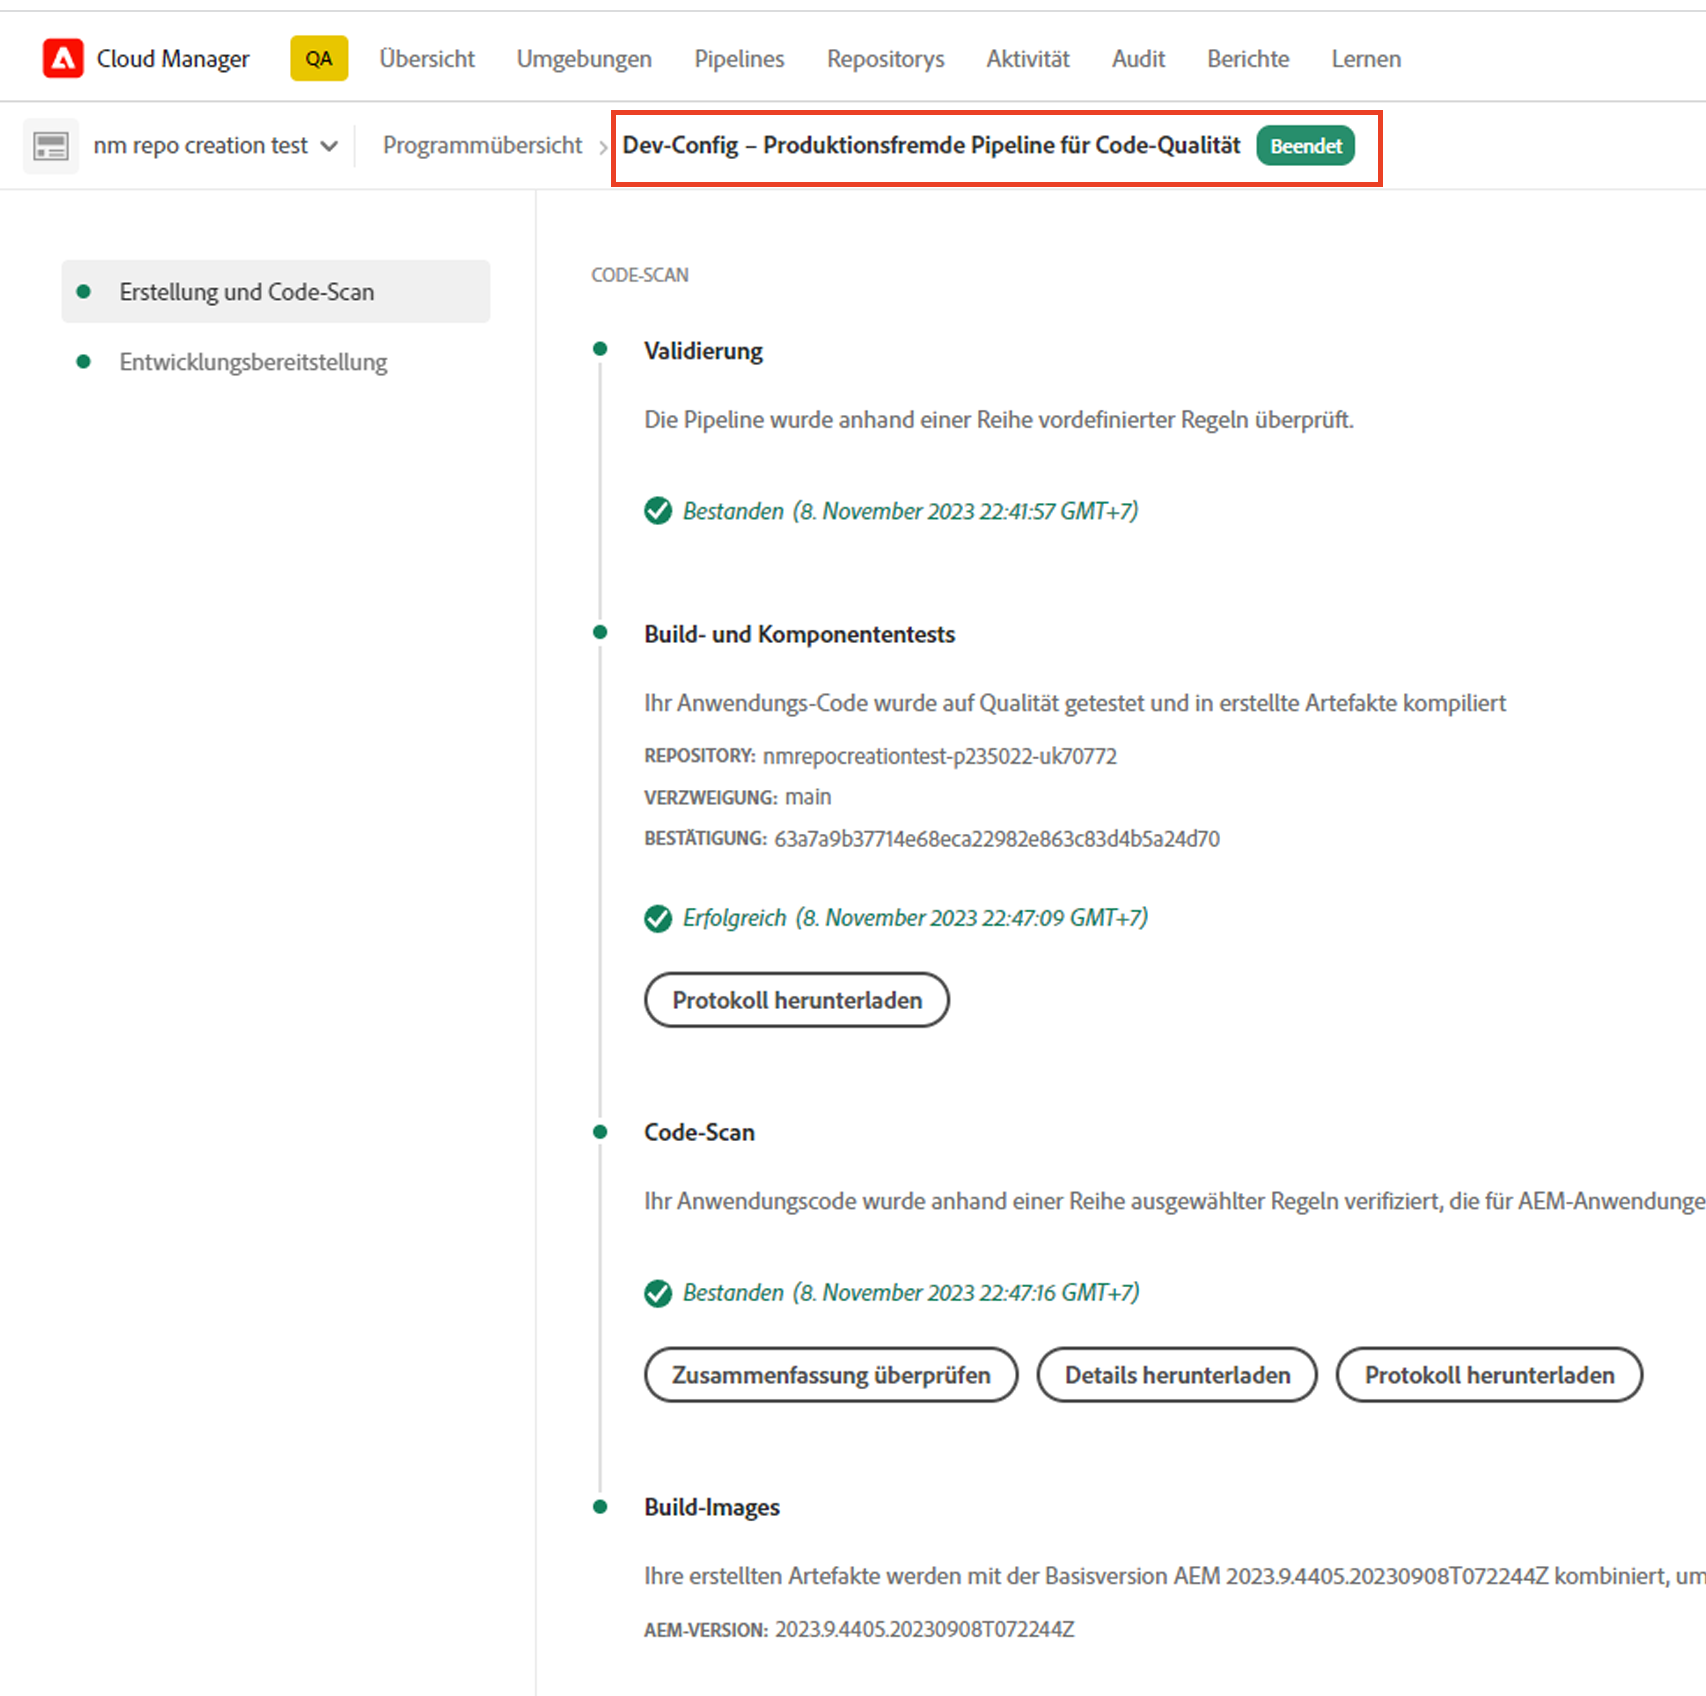 Cloud Manager QA Übersicht Umgebungen Pipelines Repositorys Aktivität Audit Berichte Lernen
nm repo creation test Programmübersicht > Dev-Config – Produktionsfremde Pipeline für Code-Qualität Beendet
Erstellung und Code-Scan
Entwicklungsbereitstellung
CODE-SCAN
Validierung
Die Pipeline wurde anhand einer Reihe vordefinierter Regeln überprüft.
Bestanden (8. November 2023 22:41:57 GMT+7)
Build- und Komponententests
Ihr Anwendungs-Code wurde auf Qualität getestet und in erstellte Artefakte kompiliert
REPOSITORY: nmrepocreationtest-p235022-uk70772
VERZWEIGUNG: main
BESTÄTIGUNG: 63a7a9b37714e68eca22982e863c83d4b5a24d70
Erfolgreich (8. November 2023 22:47:09 GMT+7)
Protokoll herunterladen
Code-Scan
Ihr Anwendungscode wurde anhand einer Reihe ausgewählter Regeln verifiziert, die für AEM-Anwendunge
Bestanden (8. November 2023 22:47:16 GMT+7)
Zusammenfassung überprüfen Details herunterladen Protokoll herunterladen
Build-Images
Ihre erstellten Artefakte werden mit der Basisversion AEM 2023.9.4405.20230908T072244Z kombiniert, um
AEM-VERSION: 2023.9.4405.20230908T072244Z